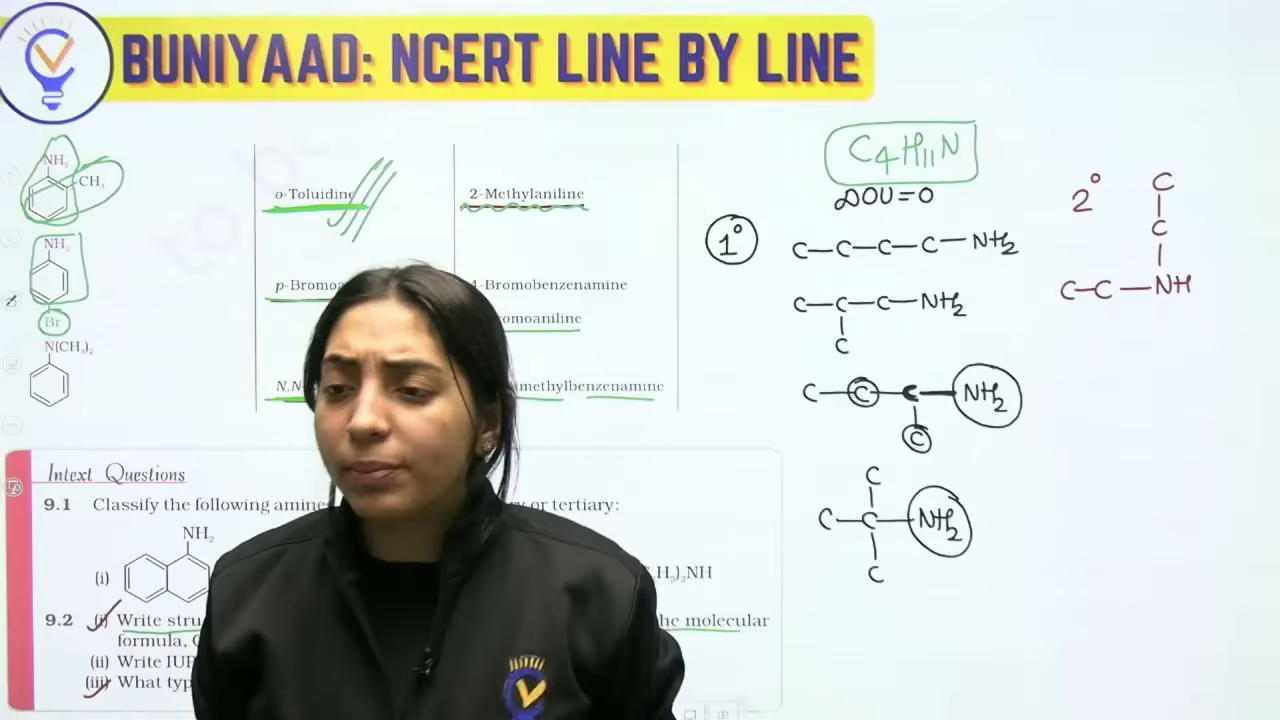 BUNIYAAD: NCERT LINE BY LINE
NH2
CH3
o-Toluidine
2-Methylaniline
NH2
Br
p-Bromoa
4-Bromobenzenamine
omoaniline
N(CH3)2
N,N-
methylbenzenamine
Intext Questions
9.1 Classify the following amine
y or tertiary:
NH2
(i)
H5)2NH
9.2 (i) Write stru
he molecular
formula,
(ii) Write IUP
(iii) What typ
C4H11N
DOU=0
1°
C-C-C-C-NH2
C-C-C-NH2
C
C-C-C-NH2
C
C
C-C-NH2
C
2°
C
C
C-C-NH